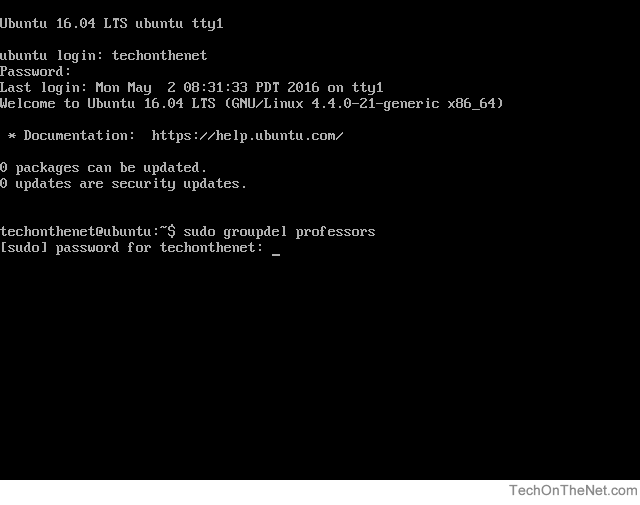 Ubuntu 16.04 LTS ubuntu tty1
ubuntu login: techonthenet
Password:
Last login: Mon May  2 08:31:33 PDT 2016 on tty1
Welcome to Ubuntu 16.04 LTS (GNU/Linux 4.4.0-21-generic x86_64)
 * Documentation:  https://help.ubuntu.com/
0 packages can be updated.
0 updates are security updates.
techonthenet@ubuntu:~$ sudo groupdel professors
[sudo] password for techonthenet: _
TechOnTheNet.com